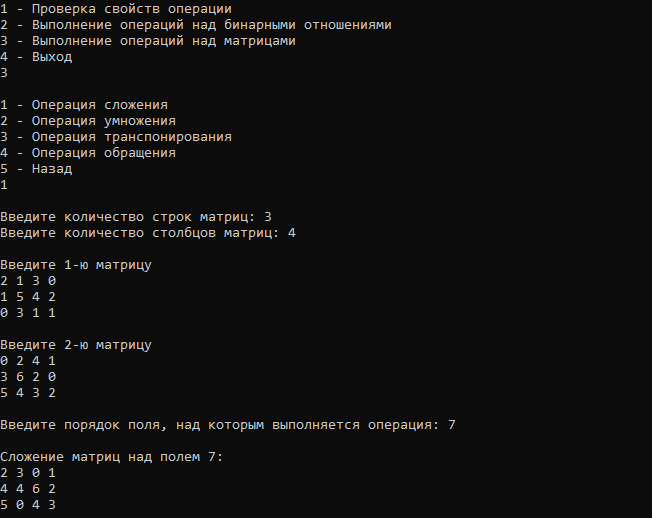 1 - Проверка свойств операции
2 - Выполнение операций над бинарными отношениями
3 - Выполнение операций над матрицами
4 - Выход
3
1 - Операция сложения
2 - Операция умножения
3 - Операция транспонирования
4 - Операция обращения
5 - Назад
1
Введите количество строк матриц: 3
Введите количество столбцов матриц: 4
Введите 1-ю матрицу
2 1 3 0
1 5 4 2
0 3 1 1
Введите 2-ю матрицу
0 2 4 1
3 6 2 0
5 4 3 2
Введите порядок поля, над которым выполняется операция: 7
Сложение матриц над полем 7:
2 3 0 1
4 4 6 2
5 0 4 3